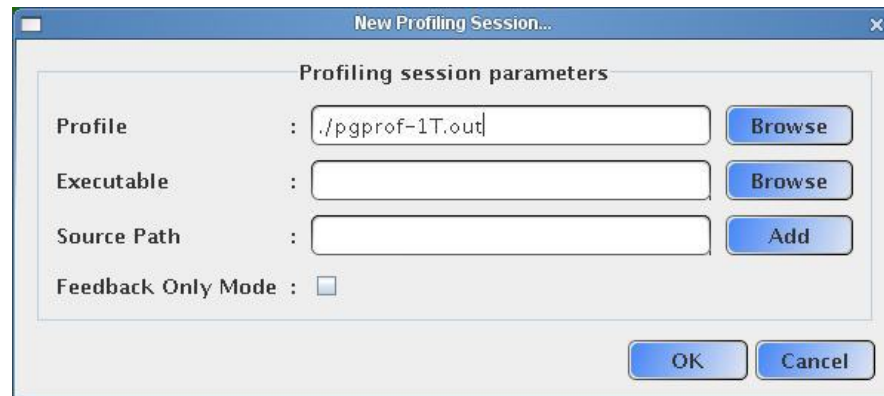 New Profiling Session...
Profiling session parameters
Profile : ./pgprof-1T.out Browse
Executable : Browse
Source Path : Add
Feedback Only Mode :
OK Cancel